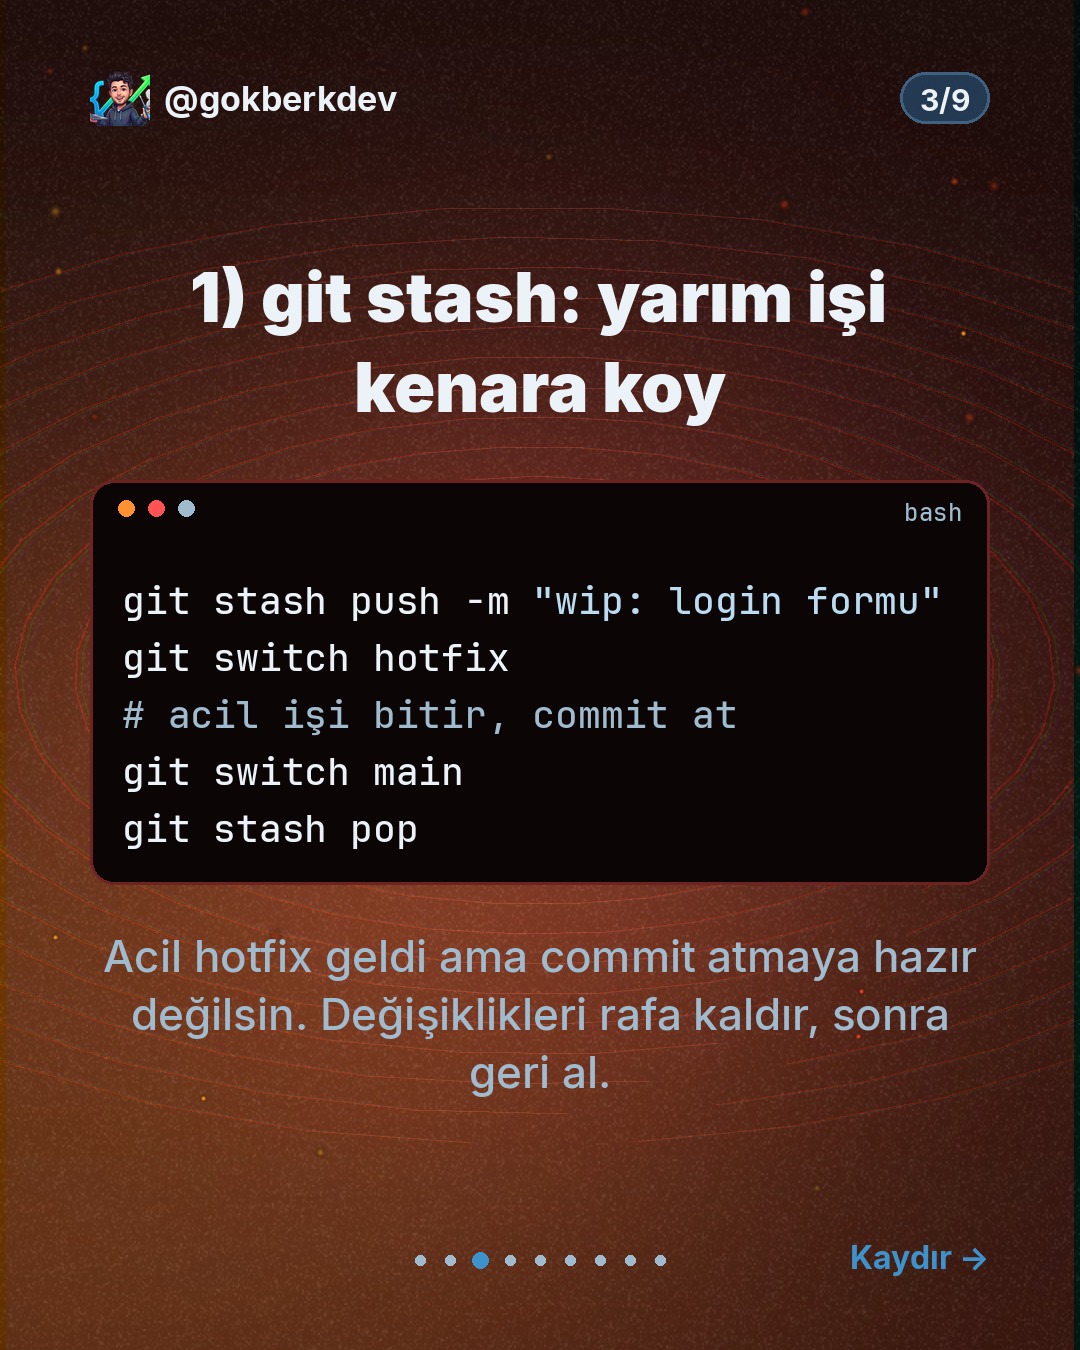 @gokberkdev
3/9
1) git stash: yarım işi
kenara koy
bash
git stash push -m "wip: login formu"
git switch hotfix
# acil işi bitir, commit at
git switch main
git stash pop
Acil hotfix geldi ama commit atmaya hazır
değilsin. Değişiklikleri rafa kaldır, sonra
geri al.
Kaydır →